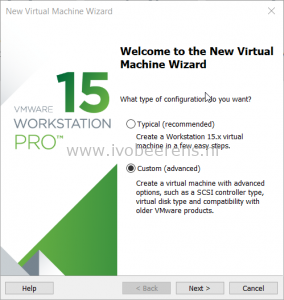 New Virtual Machine Wizard
Welcome to the New Virtual
Machine Wizard
15
VMWARE
WORKSTATION
PRO™
What type of configuration do you want?
Typical (recommended)
Create a Workstation 15.x virtual
machine in a few easy steps.
www.ivobeerens.nl
Custom (advanced)
Create a virtual machine with advanced
options, such as a SCSI controller type,
virtual disk type and compatibility with
older VMware products.
Help
< Back
Next >
Cancel